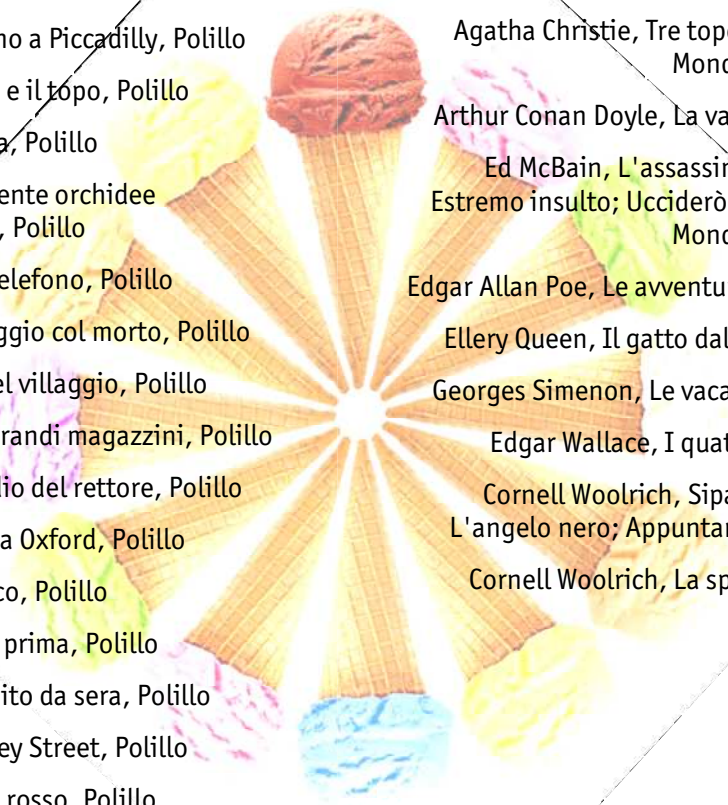 no a Piccadilly, Polillo
e il topo, Polillo
a, Polillo
ente orchidee
, Polillo
elefono, Polillo
ggio col morto, Polillo
el villaggio, Polillo
randi magazzini, Polillo
io del rettore, Polillo
a Oxford, Polillo
co, Polillo
prima, Polillo
ito da sera, Polillo
ey Street, Polillo
rosso, Polillo
Agatha Christie, Tre topo
Mond
Arthur Conan Doyle, La va
Ed McBain, L'assassin
Estremo insulto; Ucciderò
Mond
Edgar Allan Poe, Le avventu
Ellery Queen, Il gatto dal
Georges Simenon, Le vaca
Edgar Wallace, I quat
Cornell Woolrich, Sipa
L'angelo nero; Appuntar
Cornell Woolrich, La sp